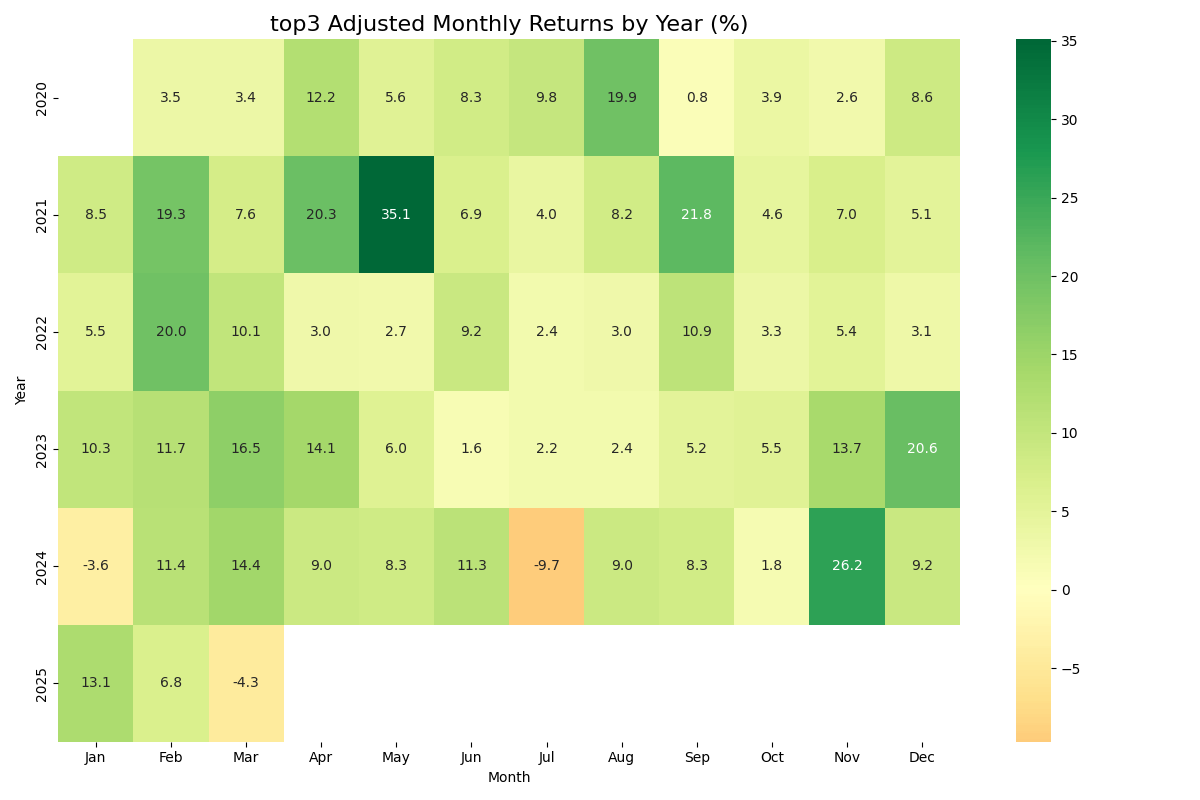 top3 Adjusted Monthly Returns by Year (%)
35
2020 3.5 3.4 12.2 5.6 8.3 9.8 19.9 0.8 3.9 2.6 8.6
30
25
2021 8.5 19.3 7.6 20.3 35.1 6.9 4.0 8.2 21.8 4.6 7.0 5.1
20
2022 5.5 20.0 10.1 3.0 2.7 9.2 2.4 3.0 10.9 3.3 5.4 3.1
15
Year
10
2023 10.3 11.7 16.5 14.1 6.0 1.6 2.2 2.4 5.2 5.5 13.7 20.6
5
2024 -3.6 11.4 14.4 9.0 8.3 11.3 -9.7 9.0 8.3 1.8 26.2 9.2
0
−5
2025 13.1 6.8 -4.3
Jan Feb Mar Apr May Jun Jul Aug Sep Oct Nov Dec
Month